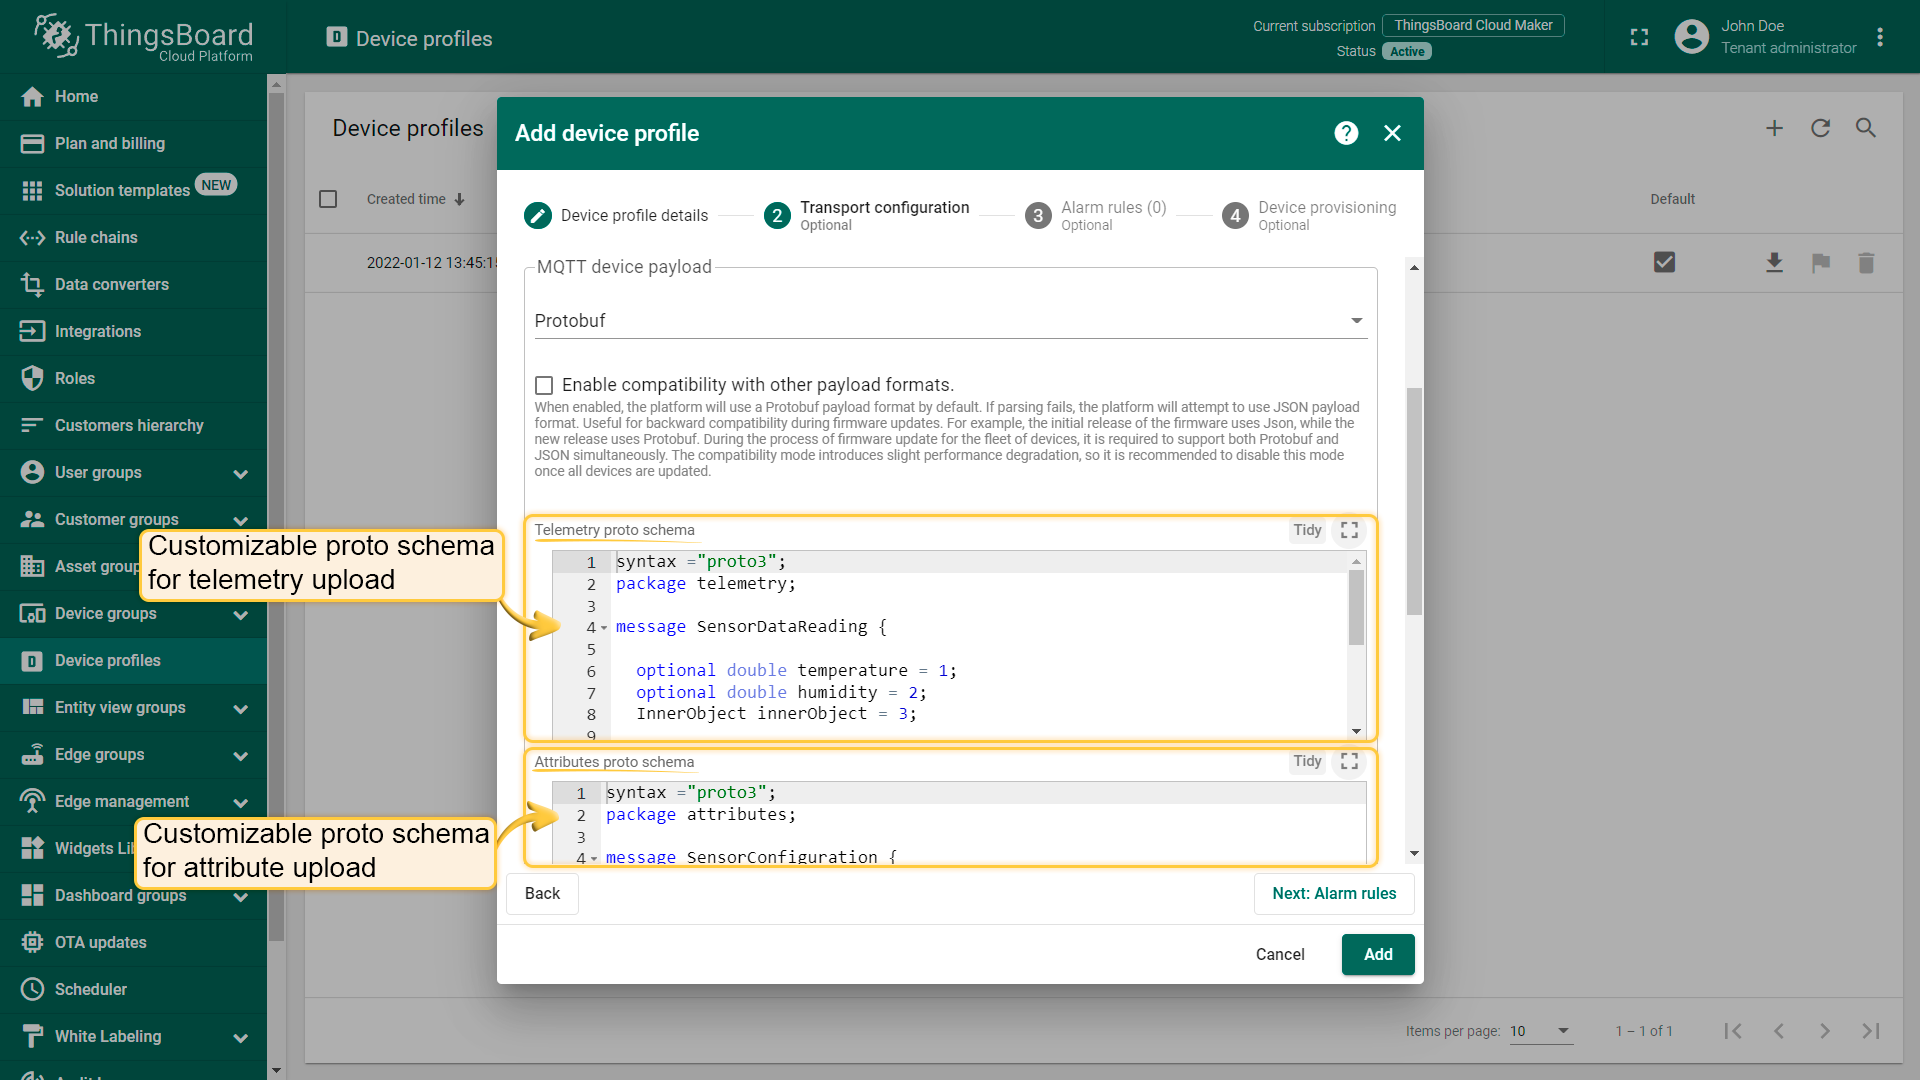 ThingsBoard
Cloud Platform
Device profiles
Current subscription
ThingsBoard Cloud Maker
Status
Active
John Doe
Tenant administrator
Home
Plan and billing
Solution templates
NEW
Rule chains
Data converters
Integrations
Roles
Customers hierarchy
User groups
Customer groups
Asset group
Device groups
Device profiles
Entity view groups
Edge groups
Edge management
Widgets Li
Dashboard groups
OTA updates
Scheduler
White Labeling
Device profiles
Created time
Default
2022-01-12 13:45:1
Add device profile
?
Device profile details
2
Transport configuration
Optional
3
Alarm rules (0)
Optional
4
Device provisioning
Optional
MQTT device payload
Protobuf
Enable compatibility with other payload formats.
When enabled, the platform will use a Protobuf payload format by default. If parsing fails, the platform will attempt to use JSON payload
format. Useful for backward compatibility during firmware updates. For example, the initial release of the firmware uses Json, while the
new release uses Protobuf. During the process of firmware update for the fleet of devices, it is required to support both Protobuf and
JSON simultaneously. The compatibility mode introduces slight performance degradation, so it is recommended to disable this mode
once all devices are updated.
Telemetry proto schema
Tidy
1 syntax ="proto3";
2 package telemetry;
3
4 message SensorDataReading {
5
6 optional double temperature = 1;
7 optional double humidity = 2;
8 InnerObject innerObject = 3;
9
Attributes proto schema
Tidy
1 syntax ="proto3";
2 package attributes;
3
4 message SensorConfiguration {
Customizable proto schema
for telemetry upload
Customizable proto schema
for attribute upload
Back
Next: Alarm rules
Cancel
Add
Items per page:
10
1 – 1 of 1